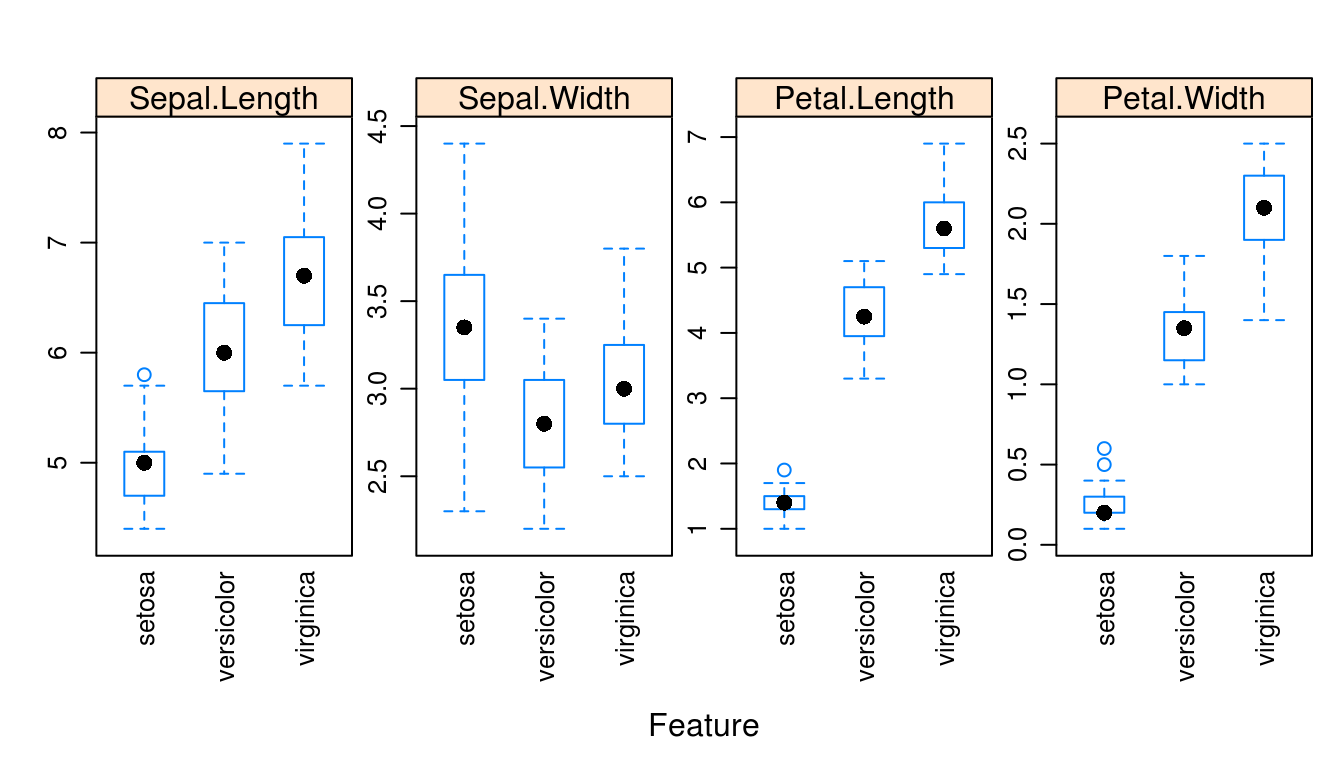 Sepal.Length
8
7
6
5
setosa
versicolor
virginica
Sepal.Width
4.5
4.0
3.5
3.0
2.5
setosa
versicolor
virginica
Petal.Length
7
6
5
4
3
2
1
setosa
versicolor
virginica
Petal.Width
2.5
2.0
1.5
1.0
0.5
0.0
setosa
versicolor
virginica
Feature